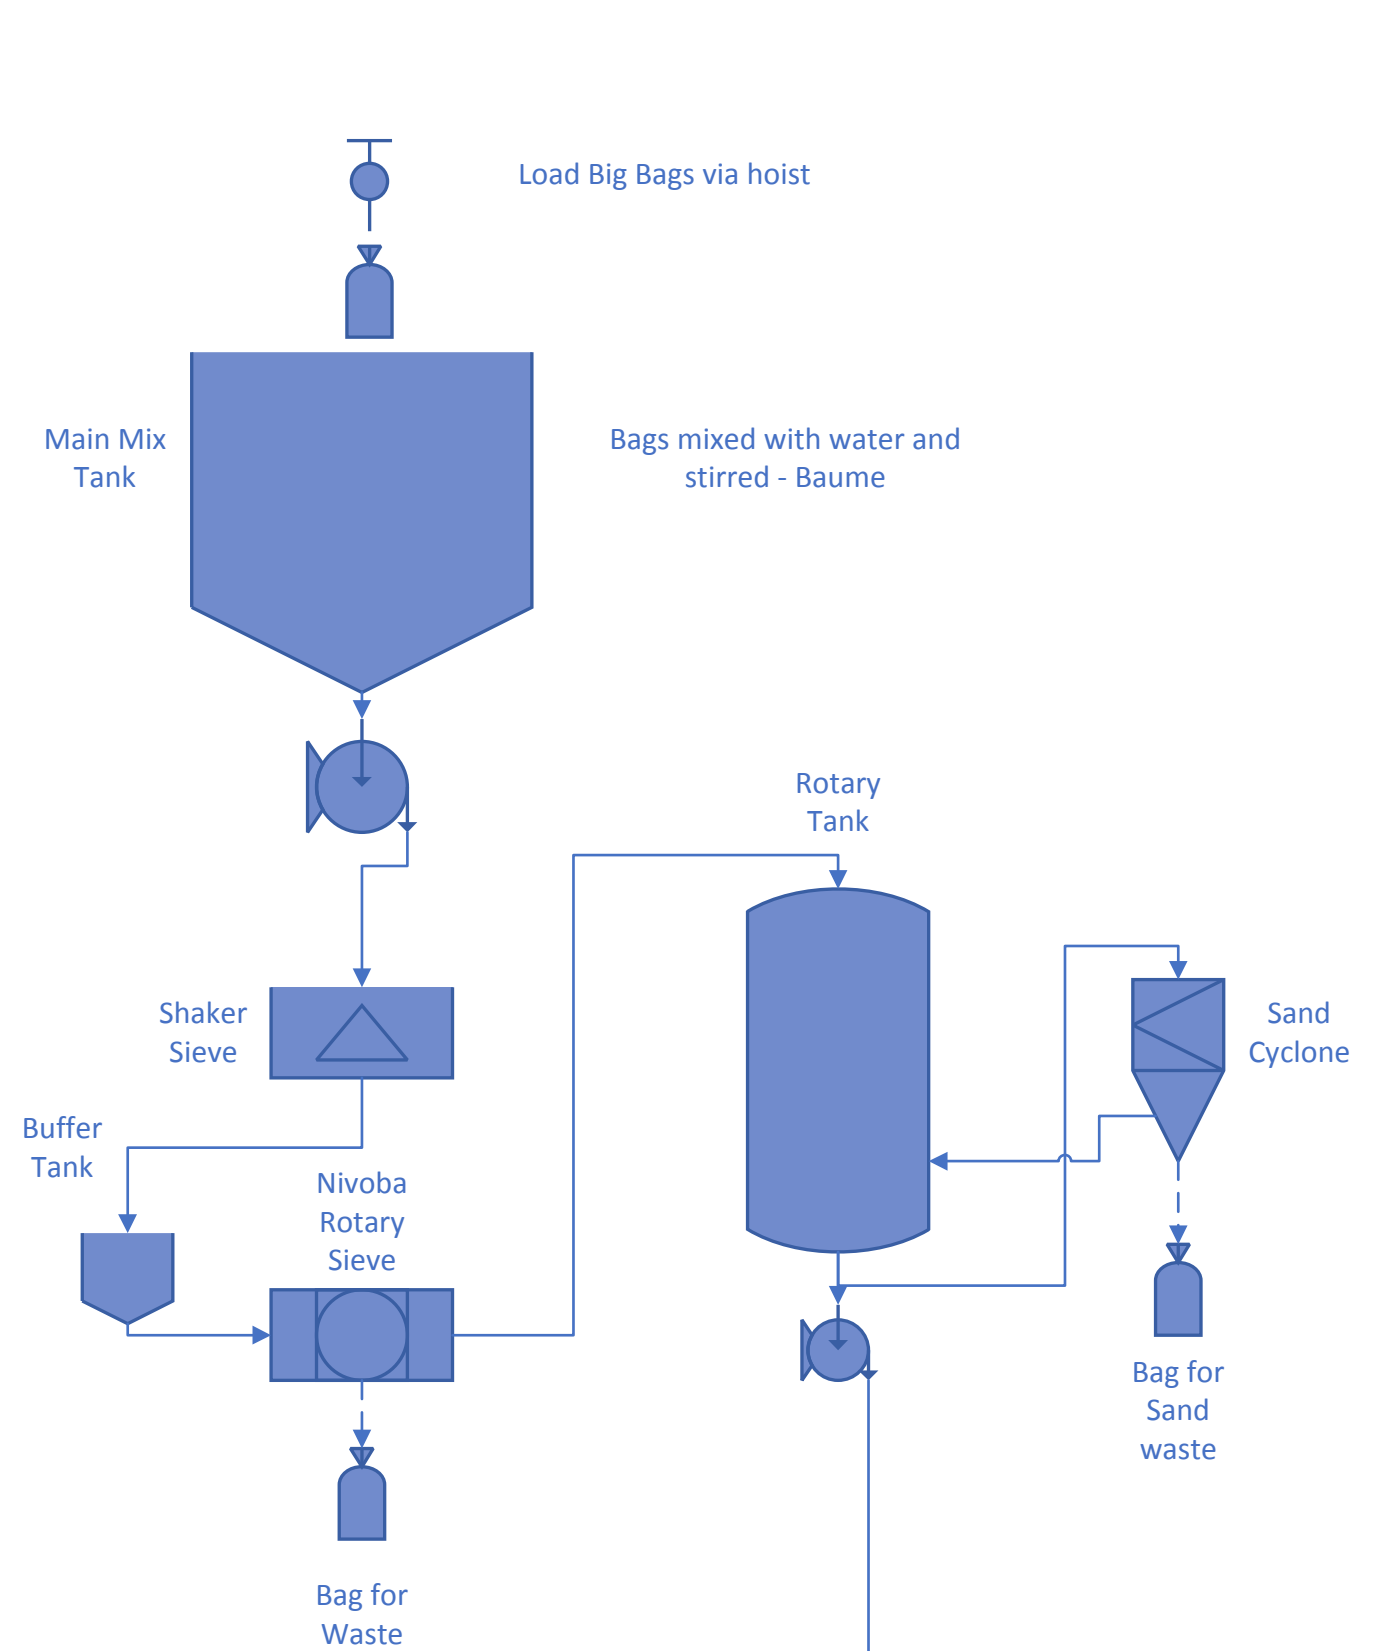 Load Big Bags via hoist
Main Mix
Tank
Bags mixed with water and
stirred - Baume
Rotary
Tank
Shaker
Sieve
Sand
Cyclone
Buffer
Tank
Nivoba
Rotary
Sieve
Bag for
Sand
waste
Bag for
Waste